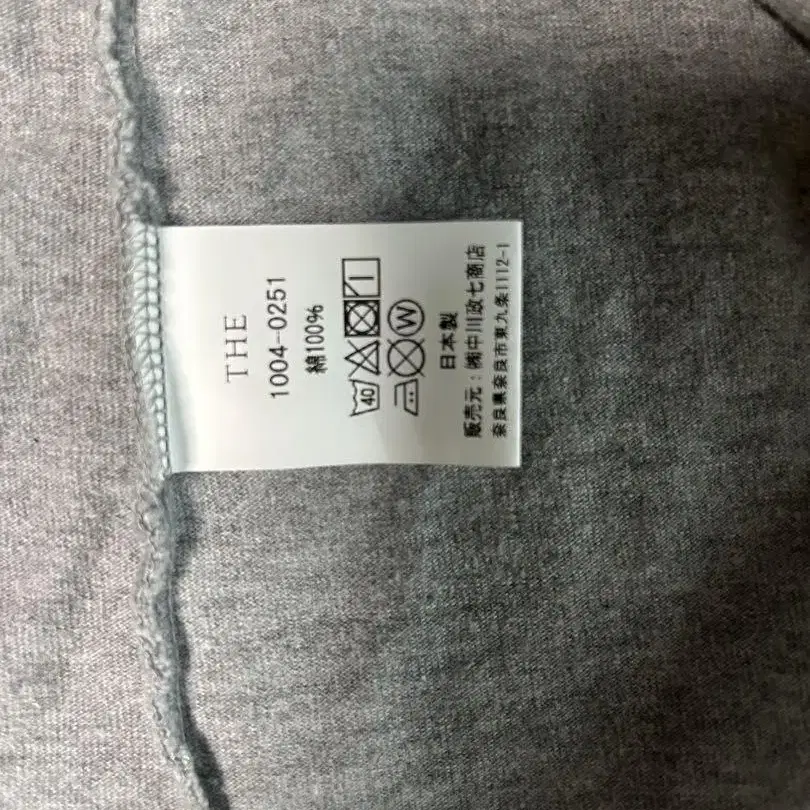 THE
1004-0251
綿100%
40
W
日本製
販売元：㈱中川政七商店
奈良県奈良市東九条1112-1